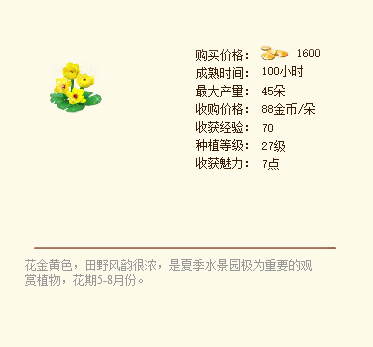 购买价格： 1600
成熟时间： 100小时
最大产量： 45朵
收购价格： 88金币/朵
收获经验： 70
种植等级： 27级
收获魅力： 7点
花金黄色，田野风韵很浓，是夏季水景园极为重要的观
赏植物，花期5-8月份。